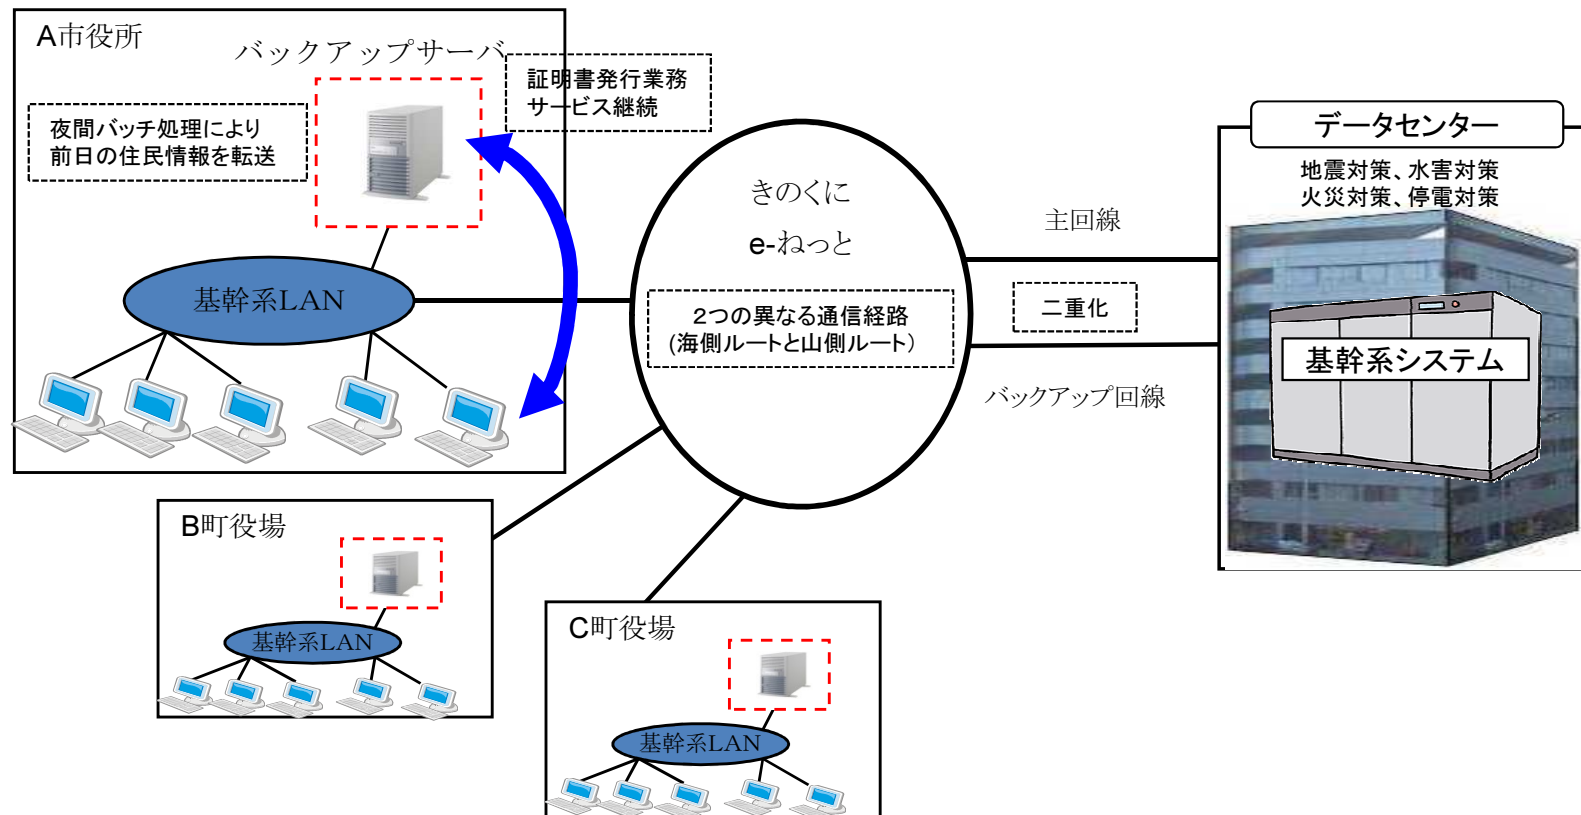 A市役所
バックアップサーバ
証明書発行業務
サービス継続
夜間バッチ処理により
前日の住民情報を転送
基幹系LAN
きのくに
e-ねっと
2つの異なる通信経路
(海側ルートと山側ルート)
主回線
二重化
バックアップ回線
データセンター
地震対策、水害対策
火災対策、停電対策
基幹系システム
B町役場
基幹系LAN
C町役場
基幹系LAN